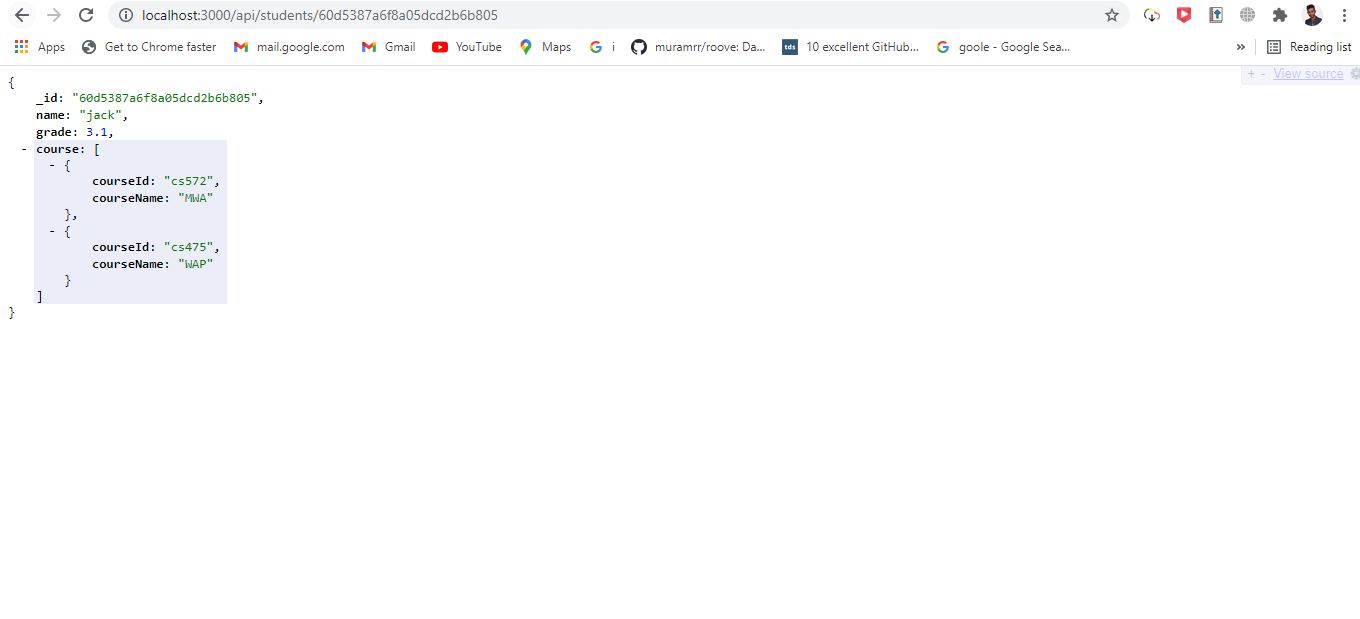 localhost:3000/api/students/60d5387a6f8a05dcd2b6b805
Apps Get to Chrome faster mail.google.com Gmail YouTube Maps i muramrr/roove: Da... tds 10 excellent GitHub... goole - Google Sea... » Reading list
+ - View source
{
_id: "60d5387a6f8a05dcd2b6b805",
name: "jack",
grade: 3.1,
- course: [
- {
courseId: "cs572",
courseName: "MWA"
},
- {
courseId: "cs475",
courseName: "WAP"
}
]
}